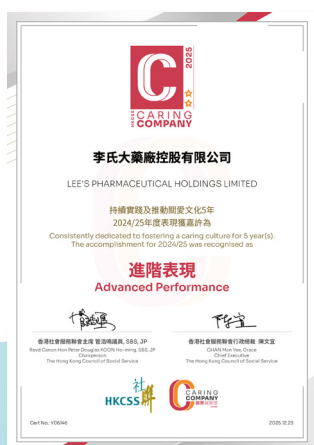 2025
HKCSS
CARING
COMPANY
李氏大藥廠控股有限公司
LEE'S PHARMACEUTICAL HOLDINGS LIMITED
持續實踐及推動關愛文化5年
2024/25年度表現獲嘉許為
Consistently dedicated to fostering a caring culture for 5 year(s).
The accomplishment for 2024/25 was recognised as
進階表現
Advanced Performance
香港社會服務聯會主席 管浩鳴議員, SBS, JP
Revd Canon Hon Peter Douglas KOON Ho-ming, SBS, JP
Chairperson
The Hong Kong Council of Social Service
香港社會服務聯會行政總裁 陳文宜
CHAN Man Yee, Grace
Chief Executive
The Hong Kong Council of Social Service
HKCSS 社聯
CARING
COMPANY
Cert No.: Y06146
2025.12.23